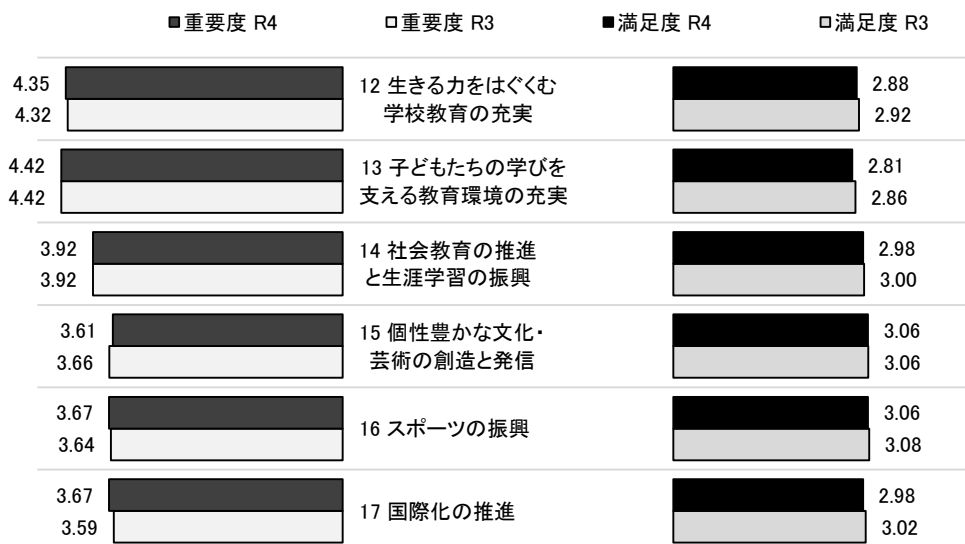 ■重要度 R4 □重要度 R3 ■満足度 R4 □満足度 R3
4.35 12 生きる力をはぐくむ 2.88
4.32 学校教育の充実 2.92
4.42 13 子どもたちの学びを 2.81
4.42 支える教育環境の充実 2.86
3.92 14 社会教育の推進 2.98
3.92 と生涯学習の振興 3.00
3.61 15 個性豊かな文化・ 3.06
3.66 芸術の創造と発信 3.06
3.67 3.06
16 スポーツの振興
3.64 3.08
3.67 2.98
17 国際化の推進
3.59 3.02